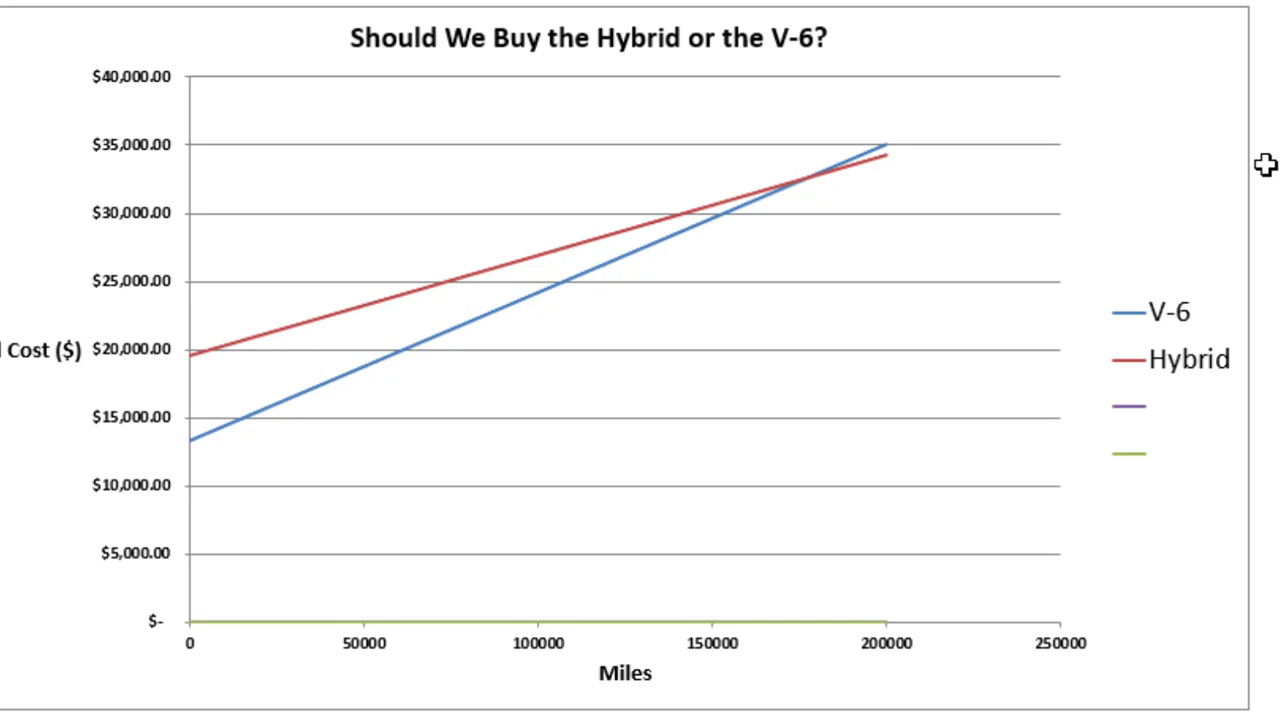 Should We Buy the Hybrid or the V-6?
$40,000.00
$35,000.00
$30,000.00
$25,000.00
Cost ($) $20,000.00
$15,000.00
$10,000.00
$5,000.00
$-
V-6
Hybrid
0 50000 100000 150000 200000 250000
Miles